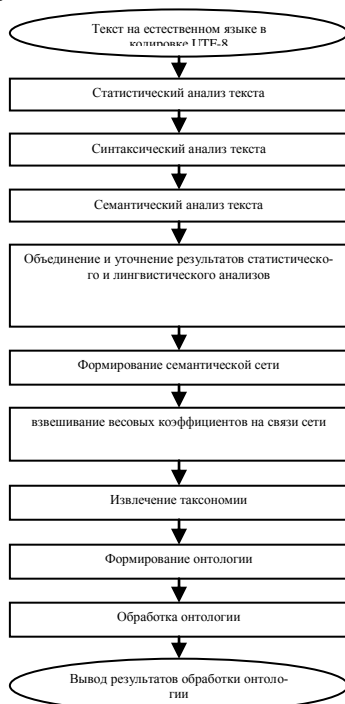 Текст на естественном языке в
кодировке UTF-8
Статистический анализ текста
Синтаксический анализ текста
Семантический анализ текста
Объединение и уточнение результатов статистическо-
го и лингвистического анализов
Формирование семантической сети
взвешивание весовых коэффициентов на связи сети
Извлечение таксономии
Формирование онтологии
Обработка онтологии
Вывод результатов обработки онтоло-
гии